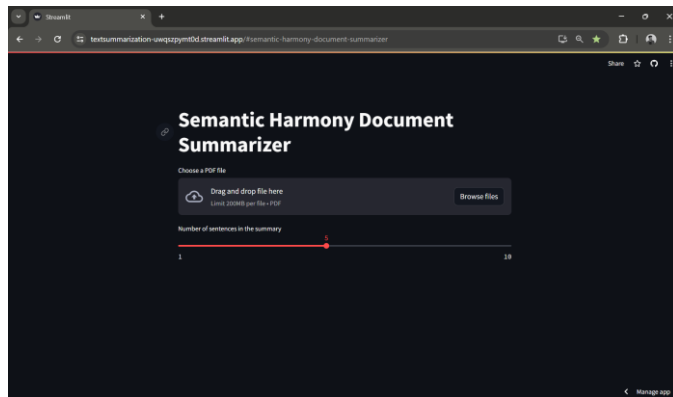 Streamlit
textsummarization-uwqszpymt0d.streamlit.app/#semantic-harmony-document-summarizer
Share
Semantic Harmony Document
Summarizer
Choose a PDF file
Drag and drop file here
Limit 200MB per file • PDF
Browse files
Number of sentences in the summary
5
1 10
Manage app